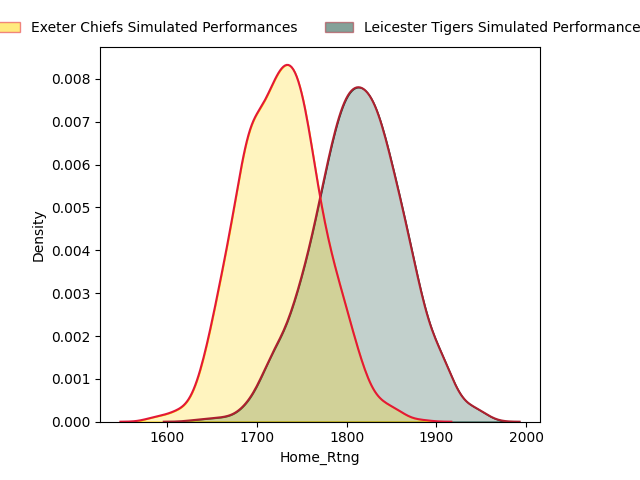 Exeter Chiefs Simulated Performances Leicester Tigers Simulated Performance
0.008
0.007
0.006
0.005
0.004
0.003
0.002
0.001
0.000
Density
1600 1700 1800 1900 2000
Home_Rtng